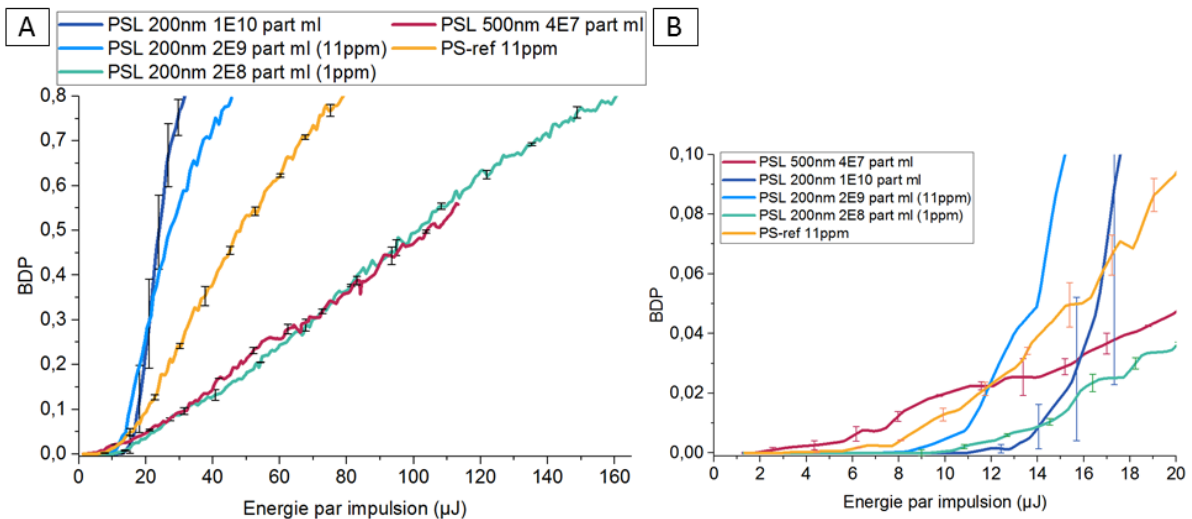 A
PSL 200nm 1E10 part ml
PSL 500nm 4E7 part ml
PSL 200nm 2E9 part ml (11ppm)
PS-ref 11ppm
PSL 200nm 2E8 part ml (1ppm)
0,8
0,7
0,6
0,5
0,4
0,3
0,2
0,1
0,0
BDP
0
20
40
60
80
100
120
140
160
Energie par impulsion (µJ)
B
PSL 500nm 4E7 part ml
PSL 200nm 1E10 part ml
PSL 200nm 2E9 part ml (11ppm)
PSL 200nm 2E8 part ml (1ppm)
PS-ref 11ppm
0,10
0,08
0,06
0,04
0,02
0,00
BDP
0
2
4
6
8
10
12
14
16
18
20
Energie par impulsion (µJ)